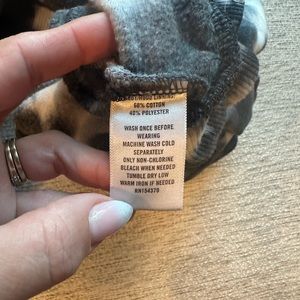 60% COTTON
40% POLYESTER
WASH ONCE BEFORE
WEARING
MACHINE WASH COLD
SEPARATELY
ONLY NON-CHLORINE
BLEACH WHEN NEEDED
TUMBLE DRY LOW
WARM IRON IF NEEDED
RN154370